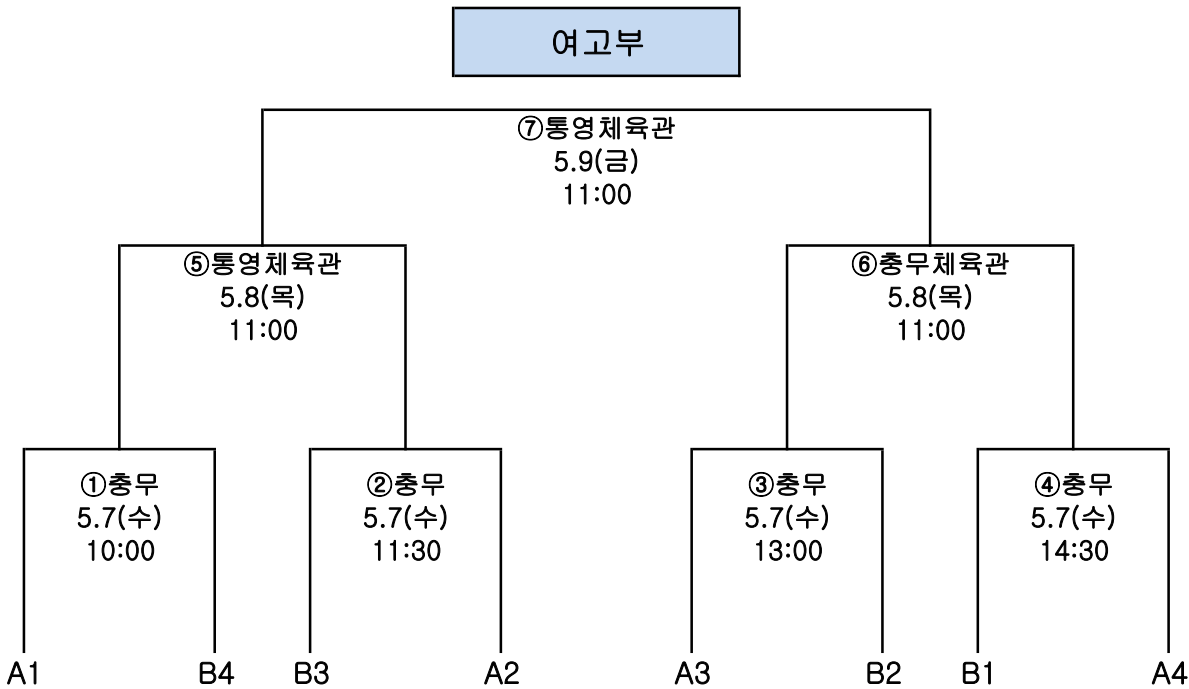 여고부
⑦통영체육관
5.9(금)
11:00
⑤통영체육관
5.8(목)
11:00
⑥충무체육관
5.8(목)
11:00
①충무
5.7(수)
10:00
②충무
5.7(수)
11:30
③충무
5.7(수)
13:00
④충무
5.7(수)
14:30
A1
B4
B3
A2
A3
B2
B1
A4